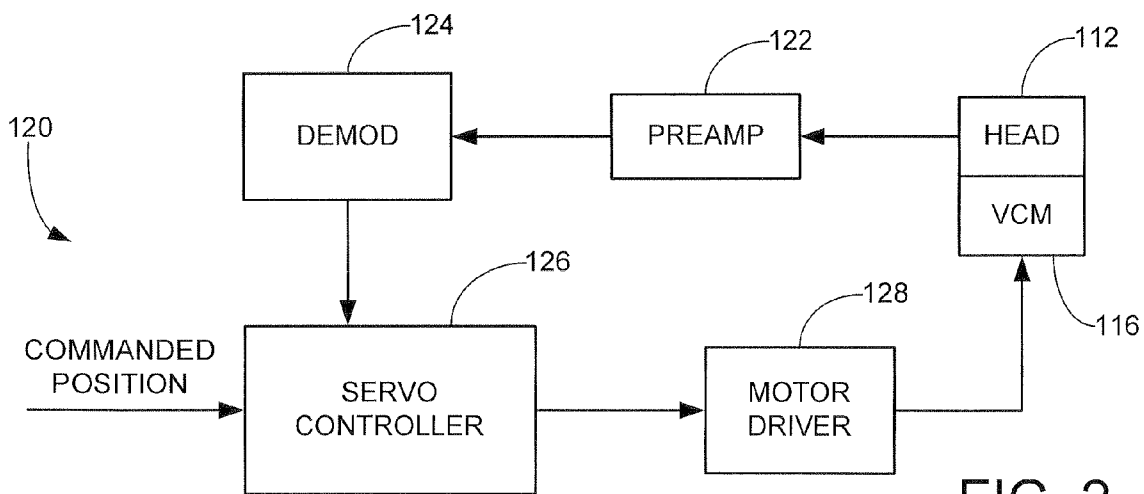 124
122
112
120
DEMOD
PREAMP
HEAD
VCM
126
128
116
COMMANDED
POSITION
SERVO
CONTROLLER
MOTOR
DRIVER